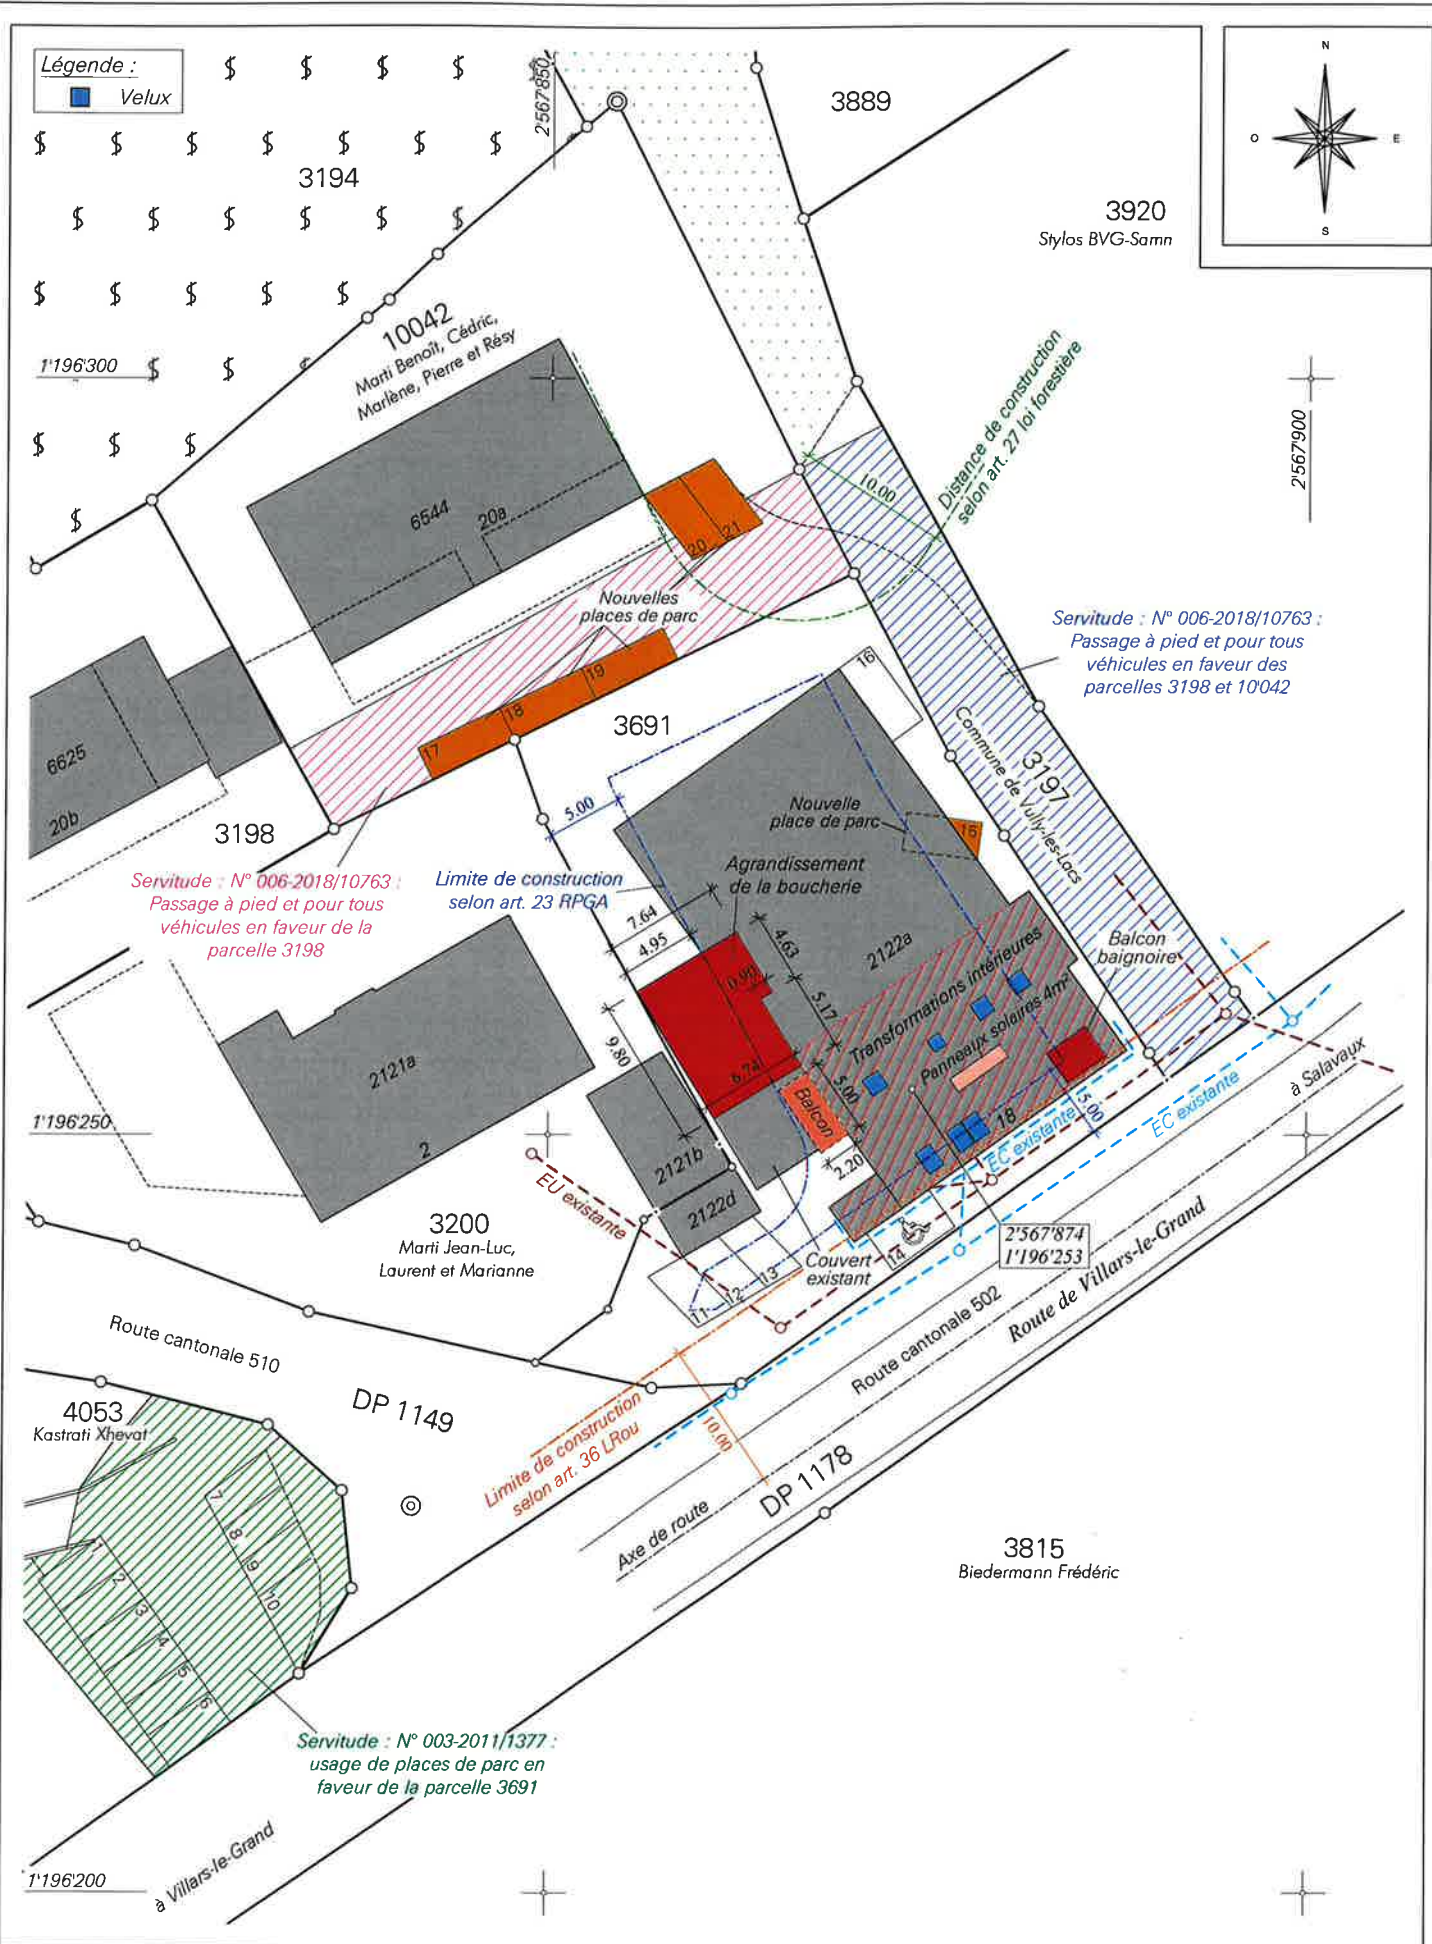 Légende :
Velux
N
O
E
S
2'567'850
3889
3194
3920
Stylos BVG-Samn
10042
Marti Benoît, Cédric,
Marlène, Pierre et Résy
1'196'300
2'567'900
Distance de construction
selon art. 27 loi forestière
10.00
6544
20a
20
21
Nouvelles
places de parc
Servitude : N° 006-2018/10763 :
Passage à pied et pour tous
véhicules en faveur des
parcelles 3198 et 10'042
16
19
18
17
3691
6625
20b
3198
5.00
Commune de Vully-les-Lacs
3197
Nouvelle
place de parc
15
Agrandissement
de la boucherie
Servitude : N° 006-2018/10763 :
Passage à pied et pour tous
véhicules en faveur de la
parcelle 3198
Limite de construction
selon art. 23 RPGA
7.64
4.95
4.63
2122a
0.90
5.17
Balcon
baignoire
Transformations intérieures
Panneaux solaires 4m²
9.80
6.74
5.00
Balcon
2.20
18
5.00
2121a
2
1'196'250
2121b
2122d
EU existante
EC existante
EC existante
à Salavaux
3200
Marti Jean-Luc,
Laurent et Marianne
2'567'874
1'196'253
Couvert
existant
14
13
12
11
Route de Villars-le-Grand
Route cantonale 502
Route cantonale 510
DP 1149
4053
Kastrati Xhevat
Limite de construction
selon art. 36 LRou
10.00
DP 1178
Axe de route
3815
Biedermann Frédéric
7
8
9
10
1
2
3
4
5
6
Servitude : N° 003-2011/1377 :
usage de places de parc en
faveur de la parcelle 3691
à Villars-le-Grand
1'196'200